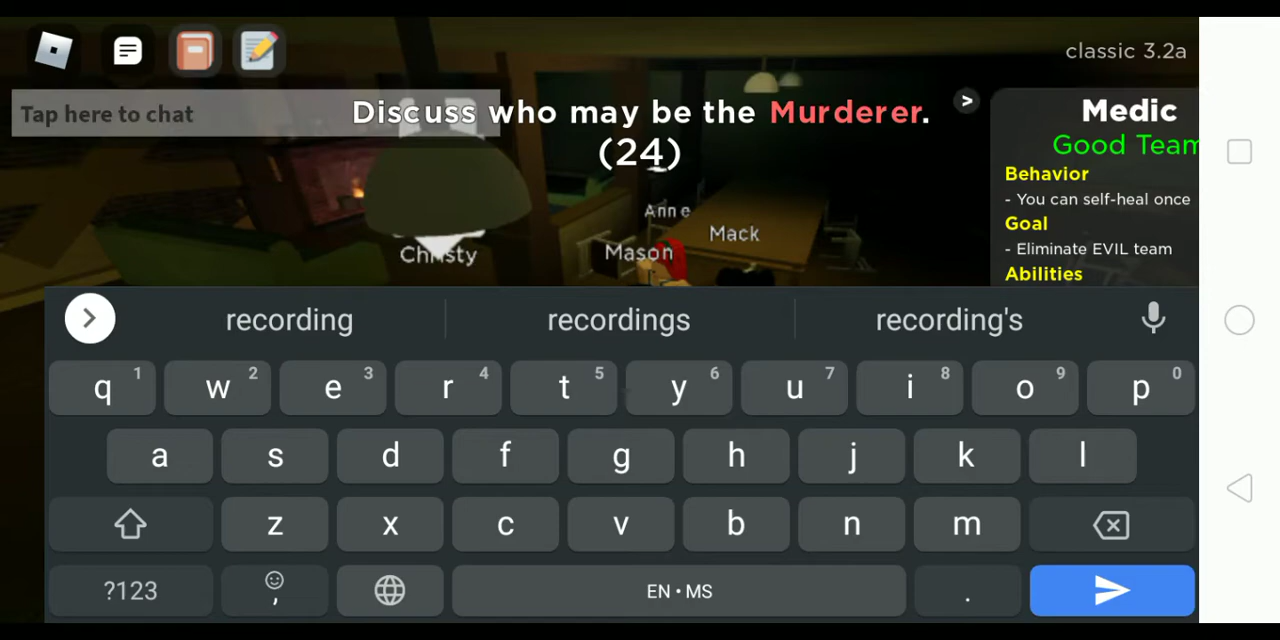 classic 3.2a
Tap here to chat
Discuss who may be the Murderer.
(24)
>
Medic
Good Team
Behavior
- You can self-heal once
Goal
- Eliminate EVIL team
Abilities
Anne
Mack
Christy
Mason
recording recordings recording's
q 1 w 2 e 3 r 4 t 5 y 6 u 7 i 8 o 9 p 0
a s d f g h j k l
z x c v b n m
?123 , EN • MS .